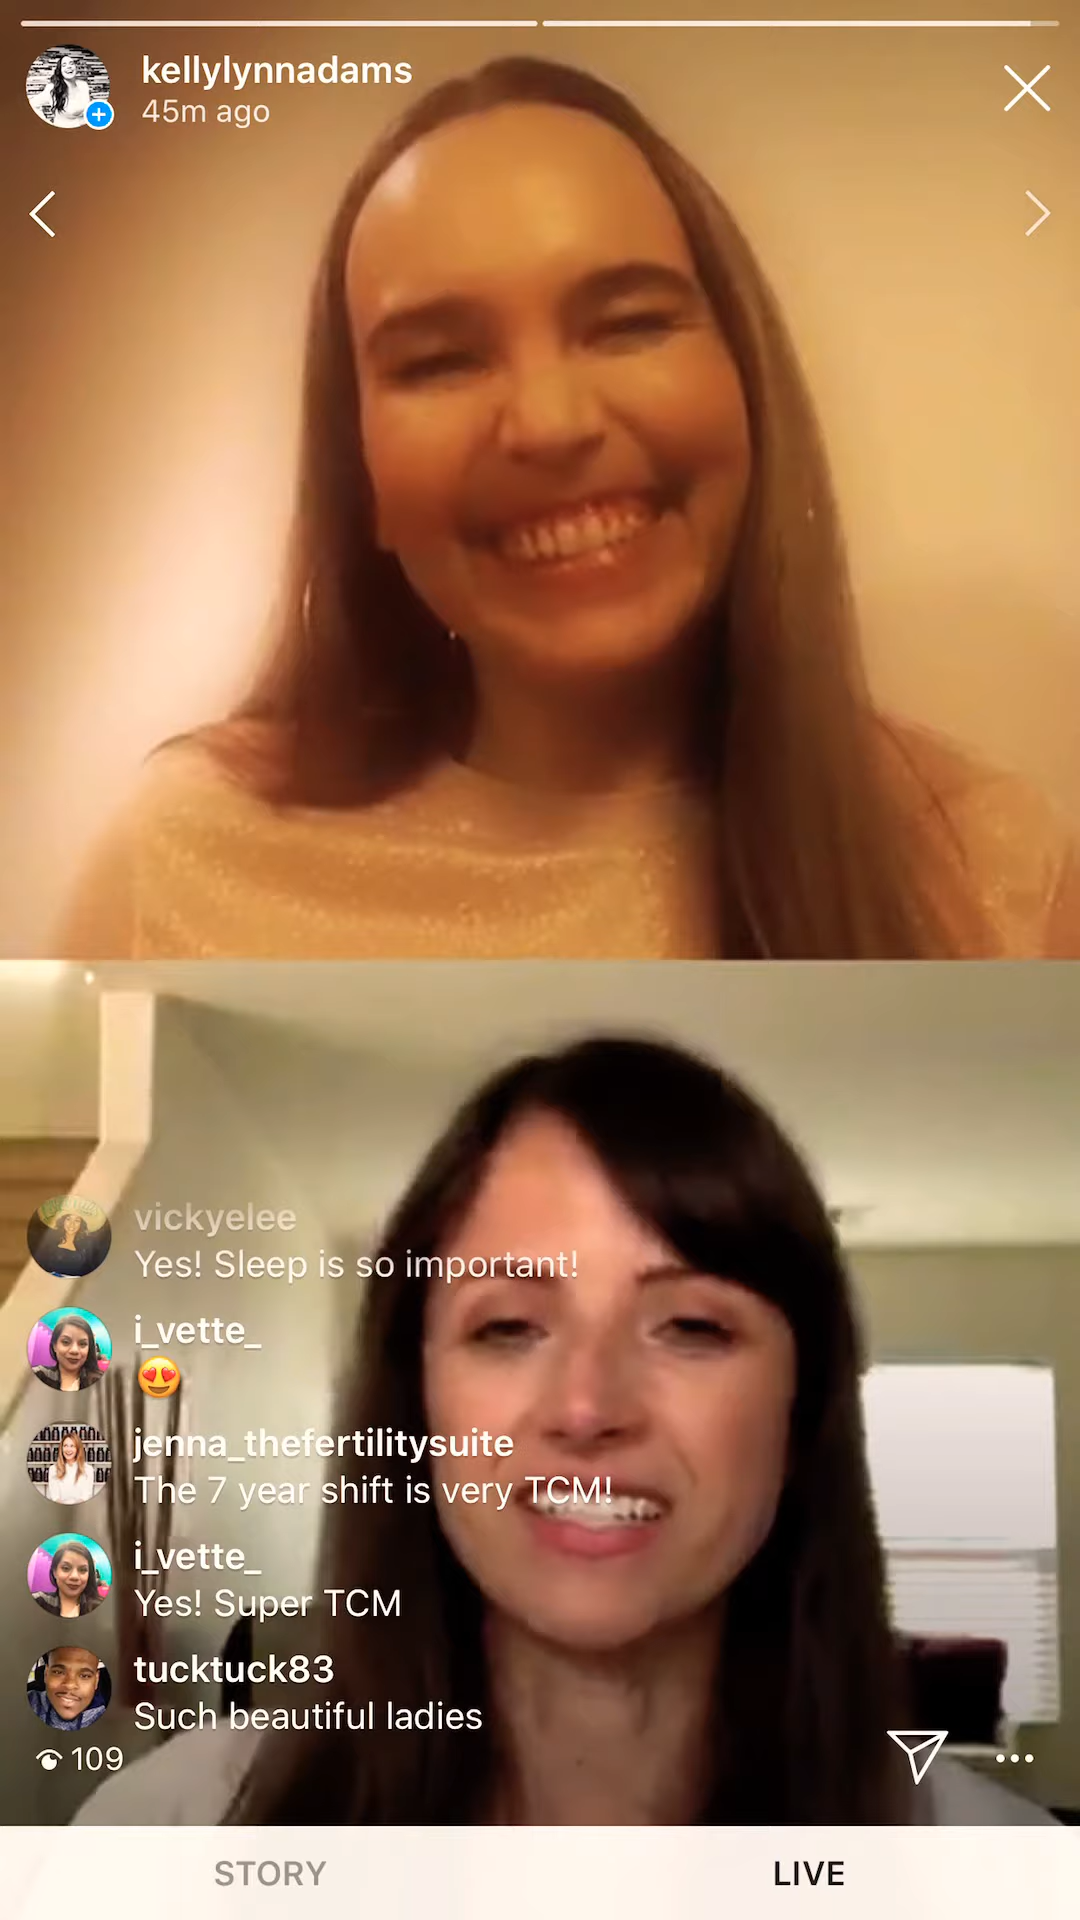 kellylynnadams
45m ago
vickyelee
Yes! Sleep is so important!
i_vette_
😍
jenna_thefertilitysuite
The 7 year shift is very TCM!
i_vette_
Yes! Super TCM
tucktuck83
Such beautiful ladies
109
STORY
LIVE